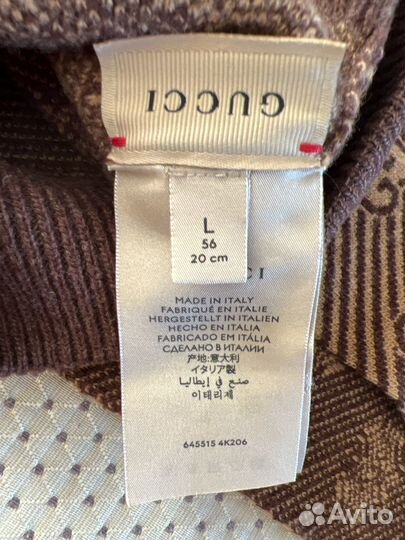 GUCCI
L
56
20 cm
C I
MADE IN ITALY
FABRIQUÉ EN ITALIE
HERGESTELLT IN ITALIEN
HECHO EN ITALIA
FABRICADO EM ITÁLIA
СДЕЛАНО В ИТАЛИИ
产地:意大利
イタリア製
صنع في إيطاليا
이태리제
645515 4K206
Avito